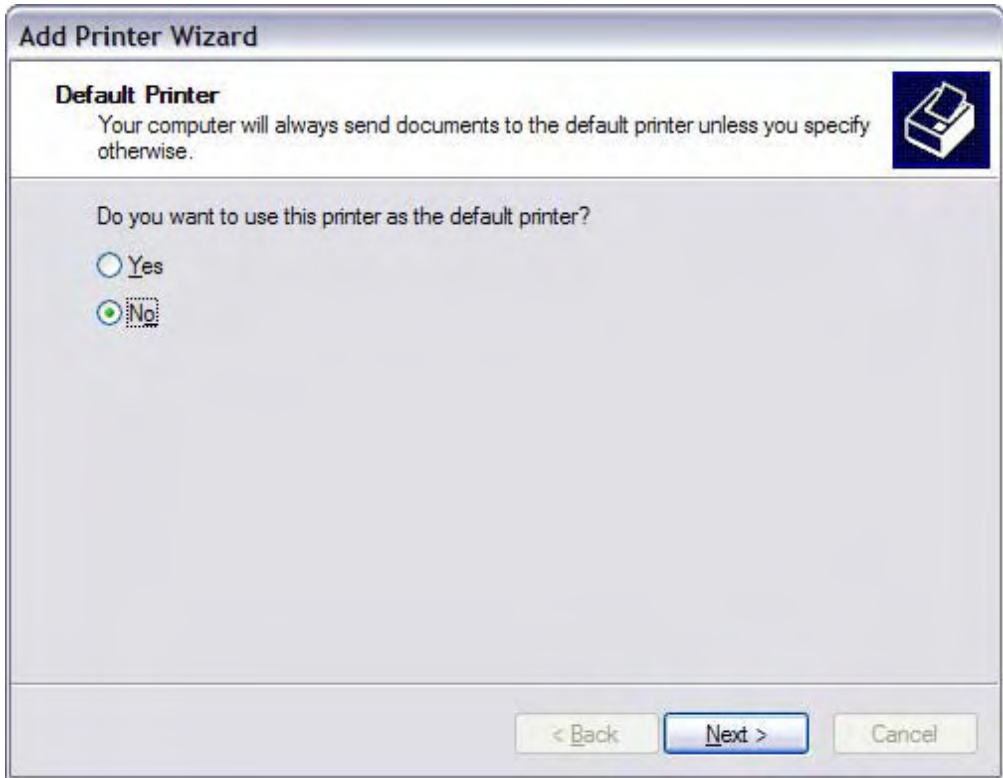 Add Printer Wizard
Default Printer
Your computer will always send documents to the default printer unless you specify
otherwise.
Do you want to use this printer as the default printer?
Yes
No
< Back
Next >
Cancel